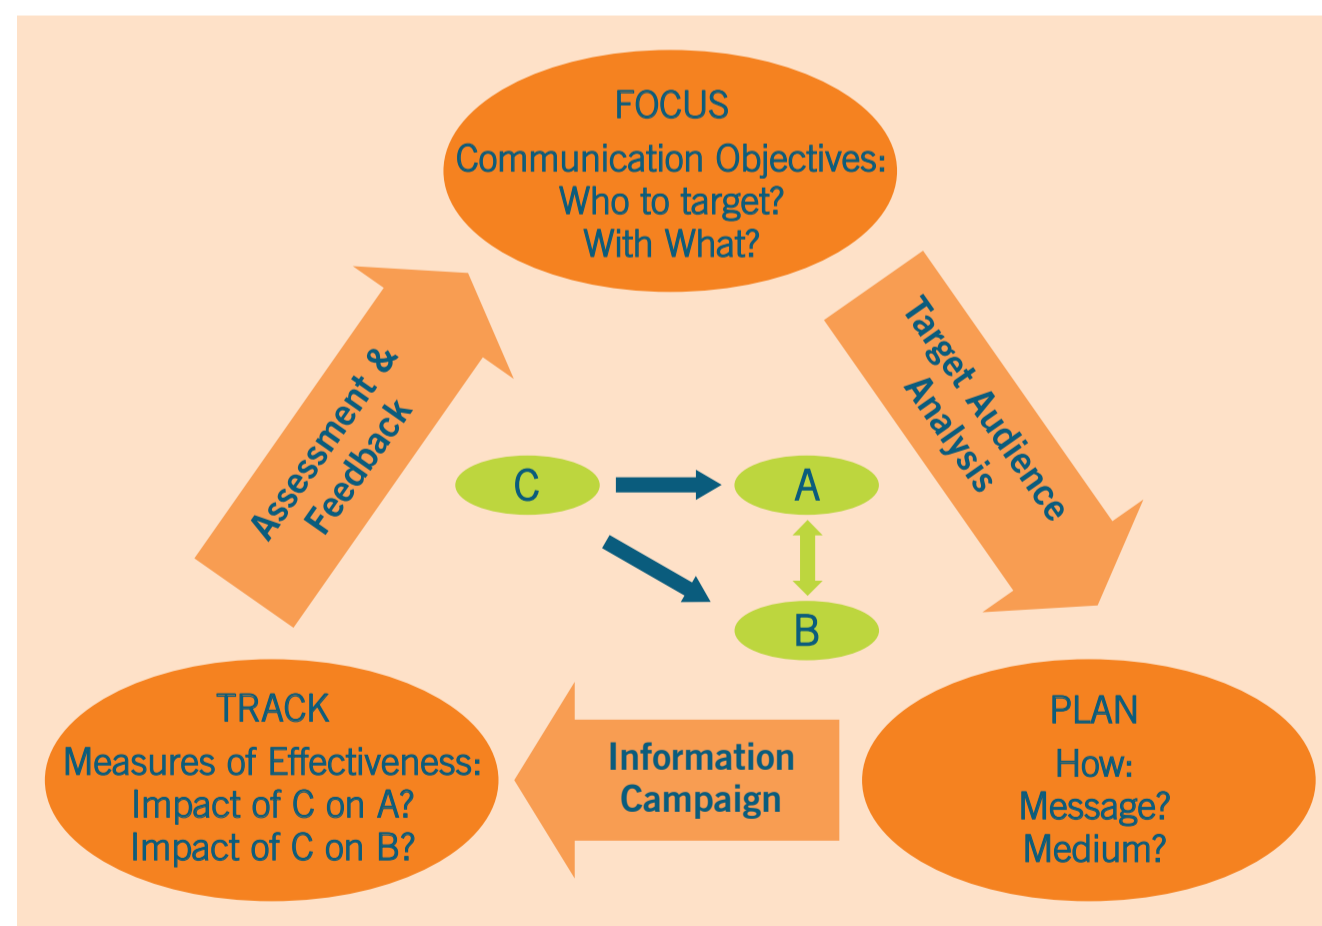 FOCUS
Communication Objectives:
Who to target?
With What?
Target Audience
Analysis
Assessment &
Feedback
C
A
B
TRACK
Measures of Effectiveness:
Impact of C on A?
Impact of C on B?
Information
Campaign
PLAN
How:
Message?
Medium?